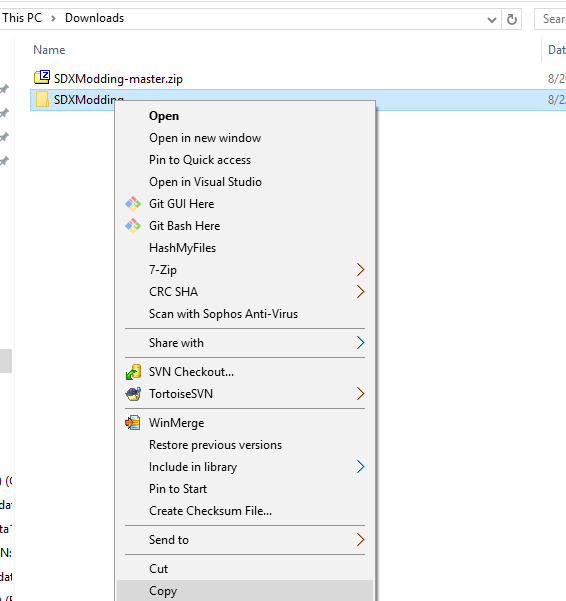 This PC > Downloads
Sear
Name
Dat
SDXModding-master.zip
8/20
SDXModding
8/2
Open
Open in new window
Pin to Quick access
Open in Visual Studio
Git GUI Here
Git Bash Here
HashMyFiles
7-Zip
CRC SHA
Scan with Sophos Anti-Virus
Share with
SVN Checkout...
TortoiseSVN
WinMerge
Restore previous versions
Include in library
Pin to Start
Create Checksum File...
Send to
Cut
Copy